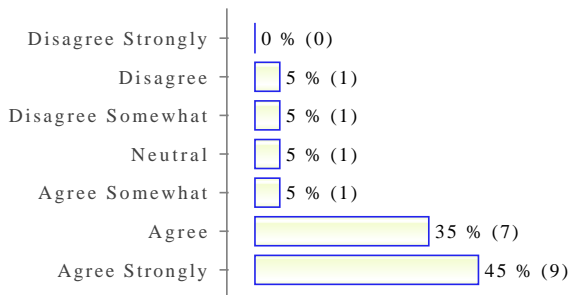 Disagree Strongly 0 % (0)
Disagree 5 % (1)
Disagree Somewhat 5 % (1)
Neutral 5 % (1)
Agree Somewhat 5 % (1)
Agree 35 % (7)
Agree Strongly 45 % (9)